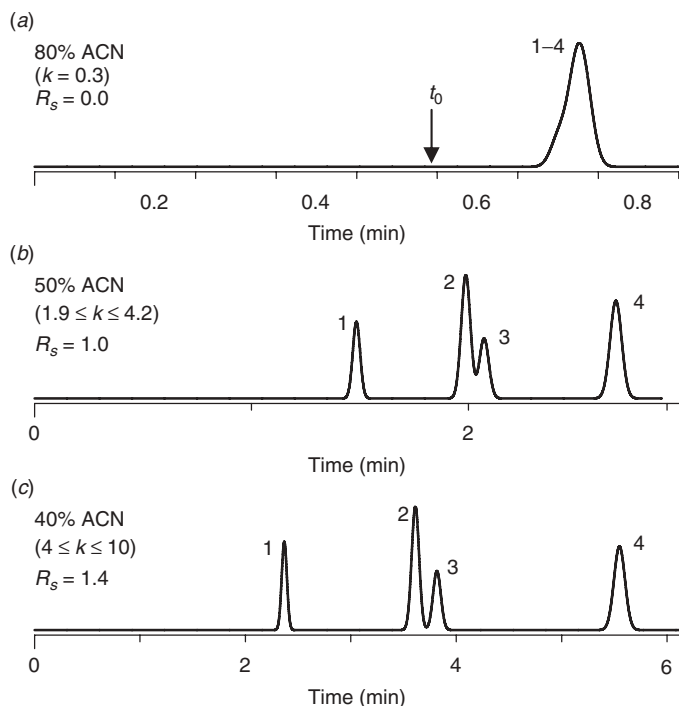 (a)
80% ACN
(k = 0.3)
Rs = 0.0
t0
1–4
0.2 0.4 0.6 0.8
Time (min)
(b)
50% ACN
(1.9 ≤ k ≤ 4.2)
Rs = 1.0
1
2
3
4
0 2
Time (min)
(c)
40% ACN
(4 ≤ k ≤ 10)
Rs = 1.4
1
2
3
4
0 2 4 6
Time (min)